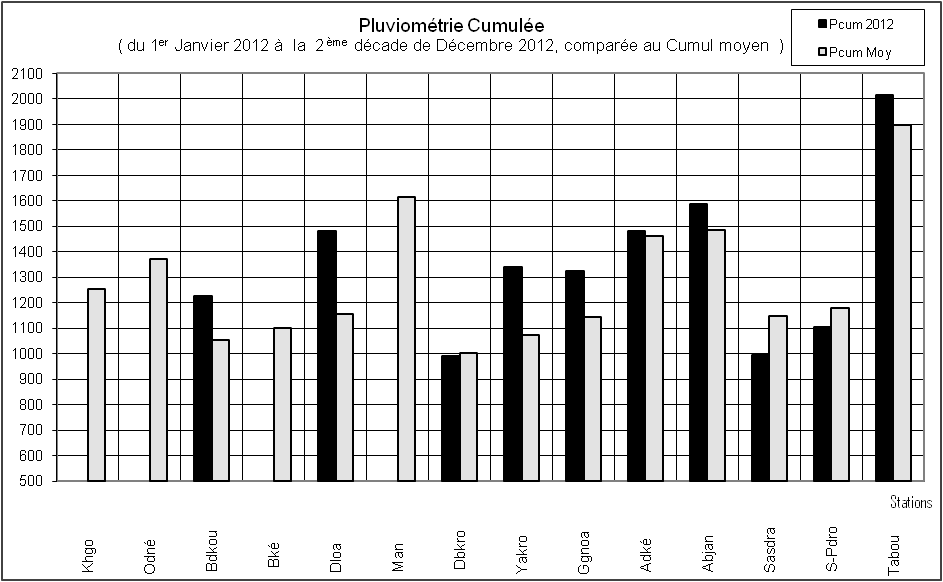 Pluviométrie Cumulée
( du 1er Janvier 2012 à la 2ème décade de Décembre 2012, comparée au Cumul moyen )
Pcum 2012
Pcum Moy
2100
2000
1900
1800
1700
1600
1500
1400
1300
1200
1100
1000
900
800
700
600
500
Stations
Khgo
Odné
Bdkou
Bké
Dloa
Man
Dbkro
Yakro
Ggnoa
Adké
Abjan
Sasdra
S-Pdro
Tabou